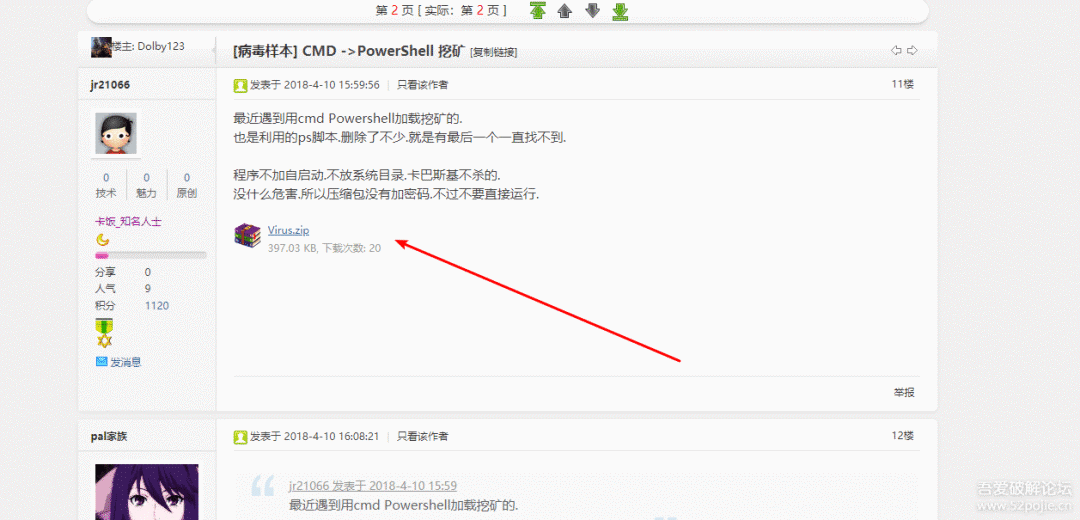 第 2 页 [ 实际: 第 2 页 ]
楼主: Dolby123
[病毒样本] CMD ->PowerShell 挖矿 [复制链接]
jr21066
发表于 2018-4-10 15:59:56 | 只看该作者
11楼
最近遇到用cmd Powershell加载挖矿的.
也是利用的ps脚本.删除了不少.就是有最后一个一直找不到.
程序不加自启动.不放系统目录.卡巴斯基不杀的.
没什么危害.所以压缩包没有加密码.不过不要直接运行.
0 0 0
技术 魅力 原创
卡饭_知名人士
分享 0
人气 9
积分 1120
发消息
Virus.zip
397.03 KB, 下载次数: 20
举报
pal家族
发表于 2018-4-10 16:08:21 | 只看该作者
12楼
jr21066 发表于 2018-4-10 15:59
最近遇到用cmd Powershell加载挖矿的.
吾爱破解论坛
www.52pojie.cn